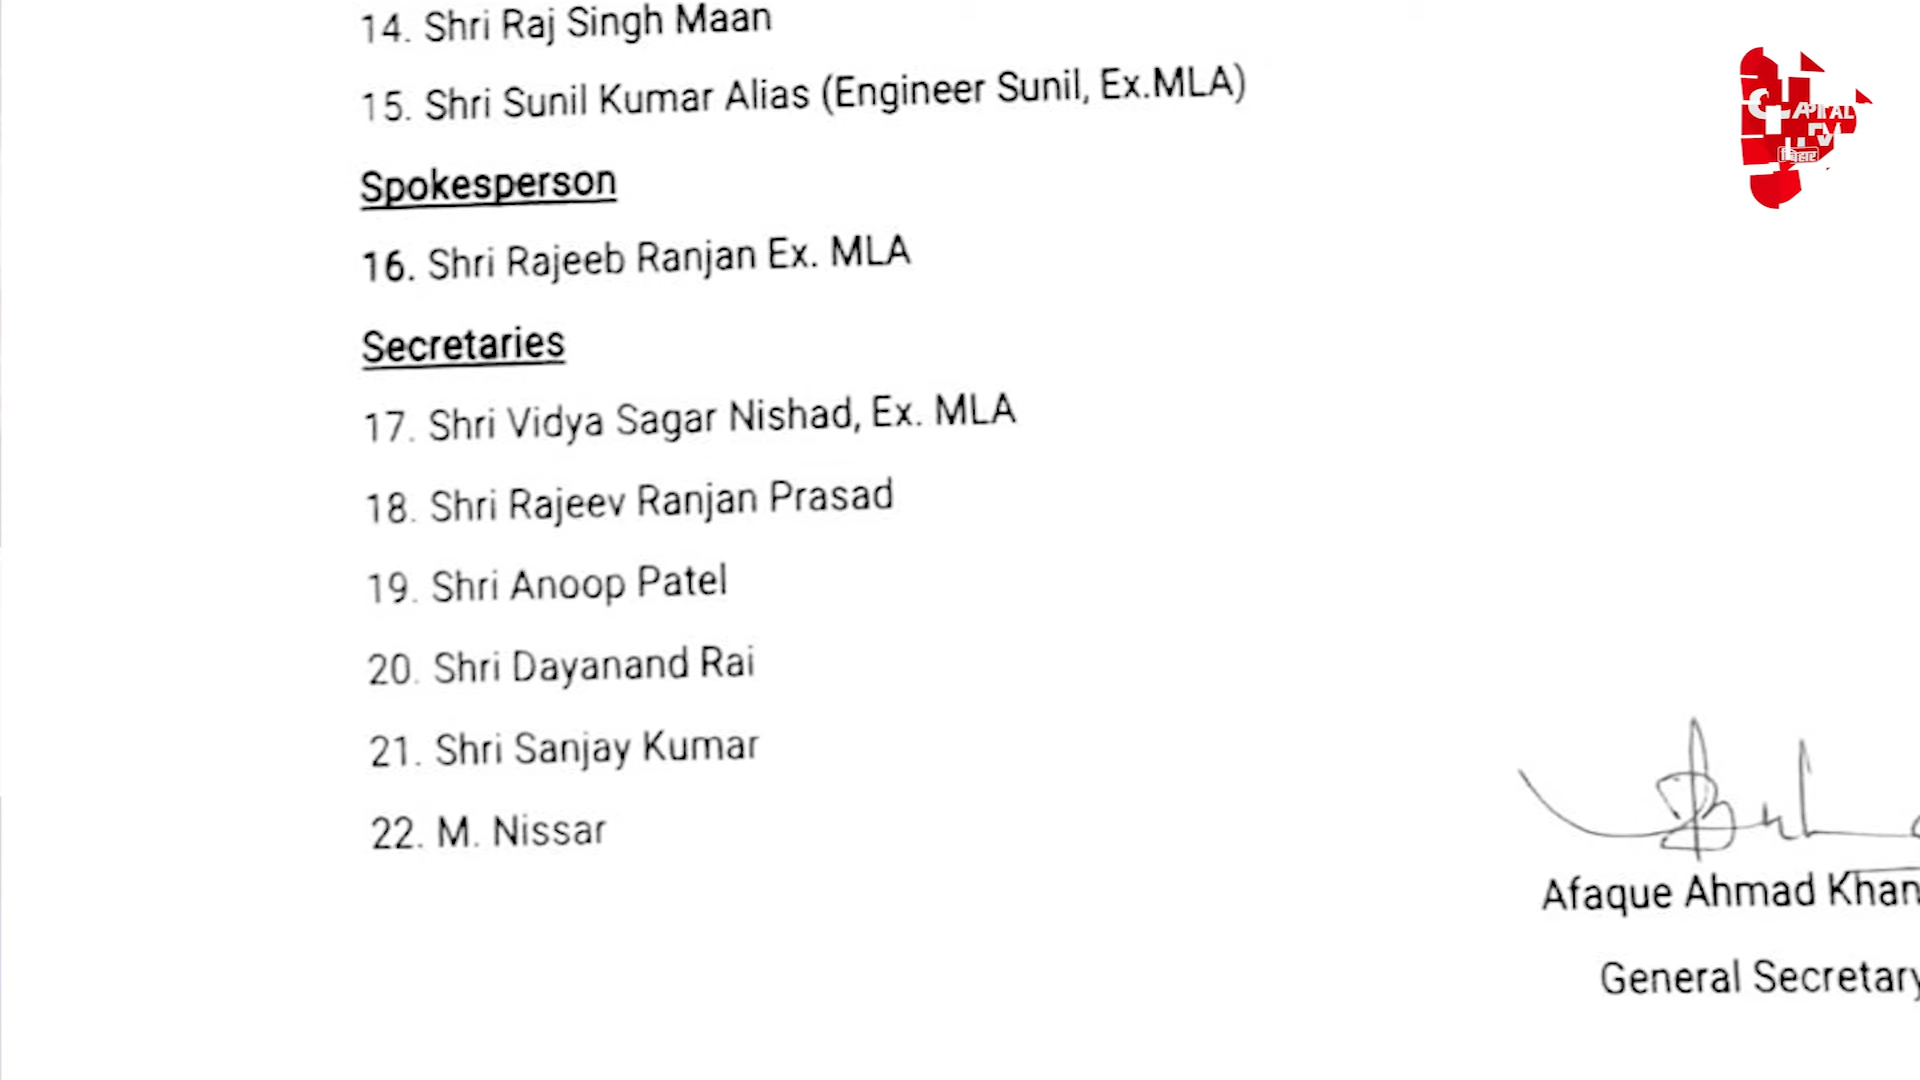 14. Shri Raj Singh Maan
15. Shri Sunil Kumar Alias (Engineer Sunil, Ex.MLA)
CAPITAL
TV
बिहार
Spokesperson
16. Shri Rajeeb Ranjan Ex. MLA
Secretaries
17. Shri Vidya Sagar Nishad, Ex. MLA
18. Shri Rajeev Ranjan Prasad
19. Shri Anoop Patel
20. Shri Dayanand Rai
21. Shri Sanjay Kumar
22. M. Nissar
Afaque Ahmad Khan
General Secretary